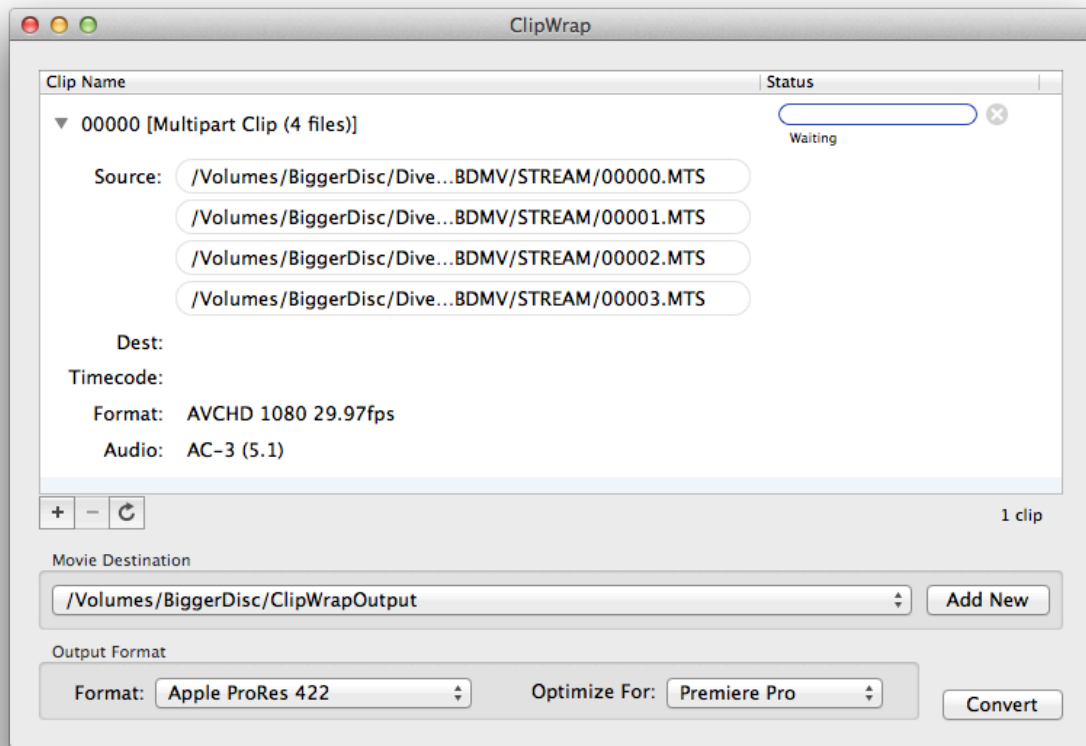 ClipWrap
Clip Name Status
00000 [Multipart Clip (4 files)]
Waiting
Source: /Volumes/BiggerDisc/Dive...BDMV/STREAM/00000.MTS
/Volumes/BiggerDisc/Dive...BDMV/STREAM/00001.MTS
/Volumes/BiggerDisc/Dive...BDMV/STREAM/00002.MTS
/Volumes/BiggerDisc/Dive...BDMV/STREAM/00003.MTS
Dest:
Timecode:
Format: AVCHD 1080 29.97fps
Audio: AC-3 (5.1)
+ −
1 clip
Movie Destination
/Volumes/BiggerDisc/ClipWrapOutput Add New
Output Format
Format: Apple ProRes 422 Optimize For: Premiere Pro
Convert